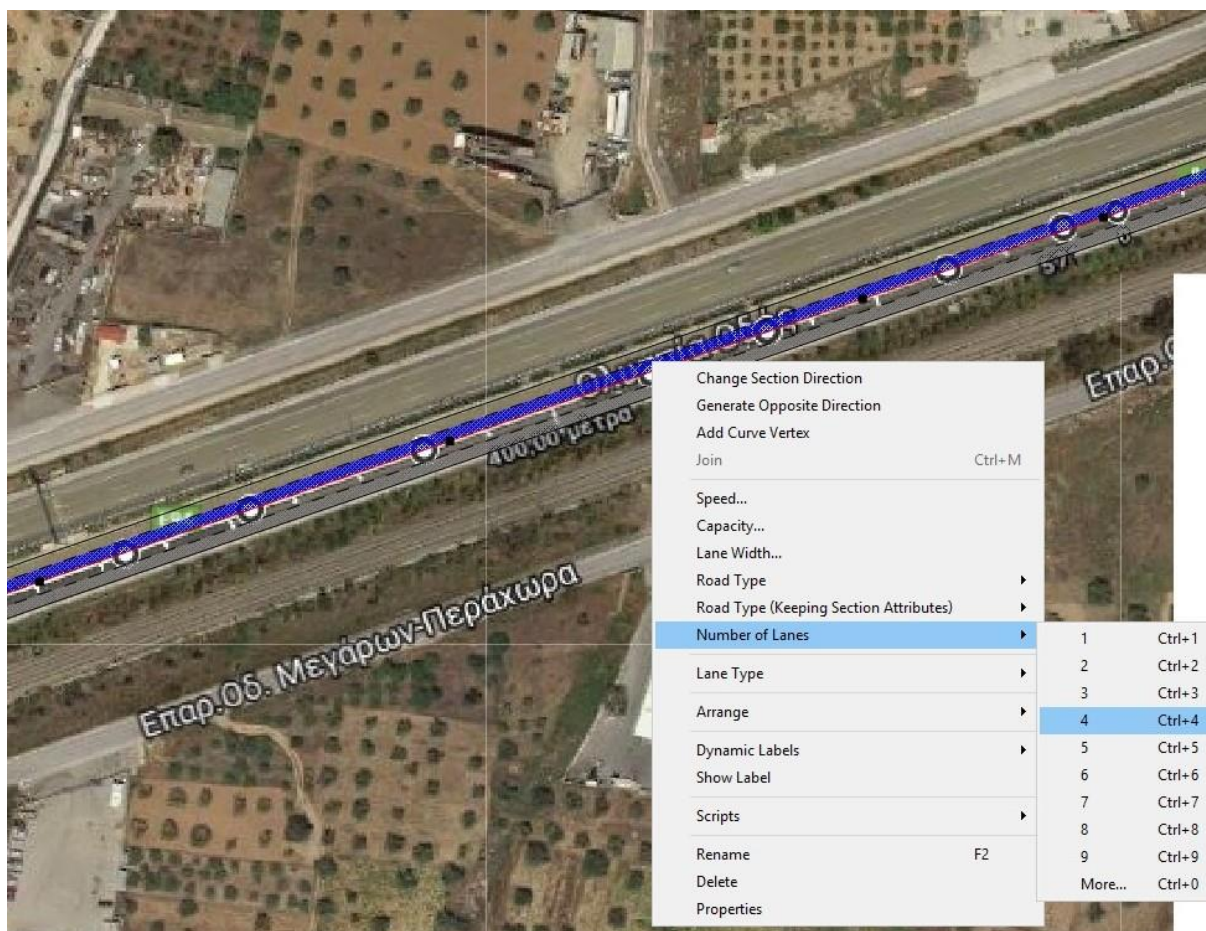 Ολυμπία Οδός
400,00 μέτρα
Επαρ.Οδ. Μεγάρων-Περάχωρα
Change Section Direction
Generate Opposite Direction
Add Curve Vertex
Join Ctrl+M
Speed...
Capacity...
Lane Width...
Road Type
Road Type (Keeping Section Attributes)
Number of Lanes
Lane Type
Arrange
Dynamic Labels
Show Label
Scripts
Rename F2
Delete
Properties
1 Ctrl+1
2 Ctrl+2
3 Ctrl+3
4 Ctrl+4
5 Ctrl+5
6 Ctrl+6
7 Ctrl+7
8 Ctrl+8
9 Ctrl+9
More... Ctrl+0